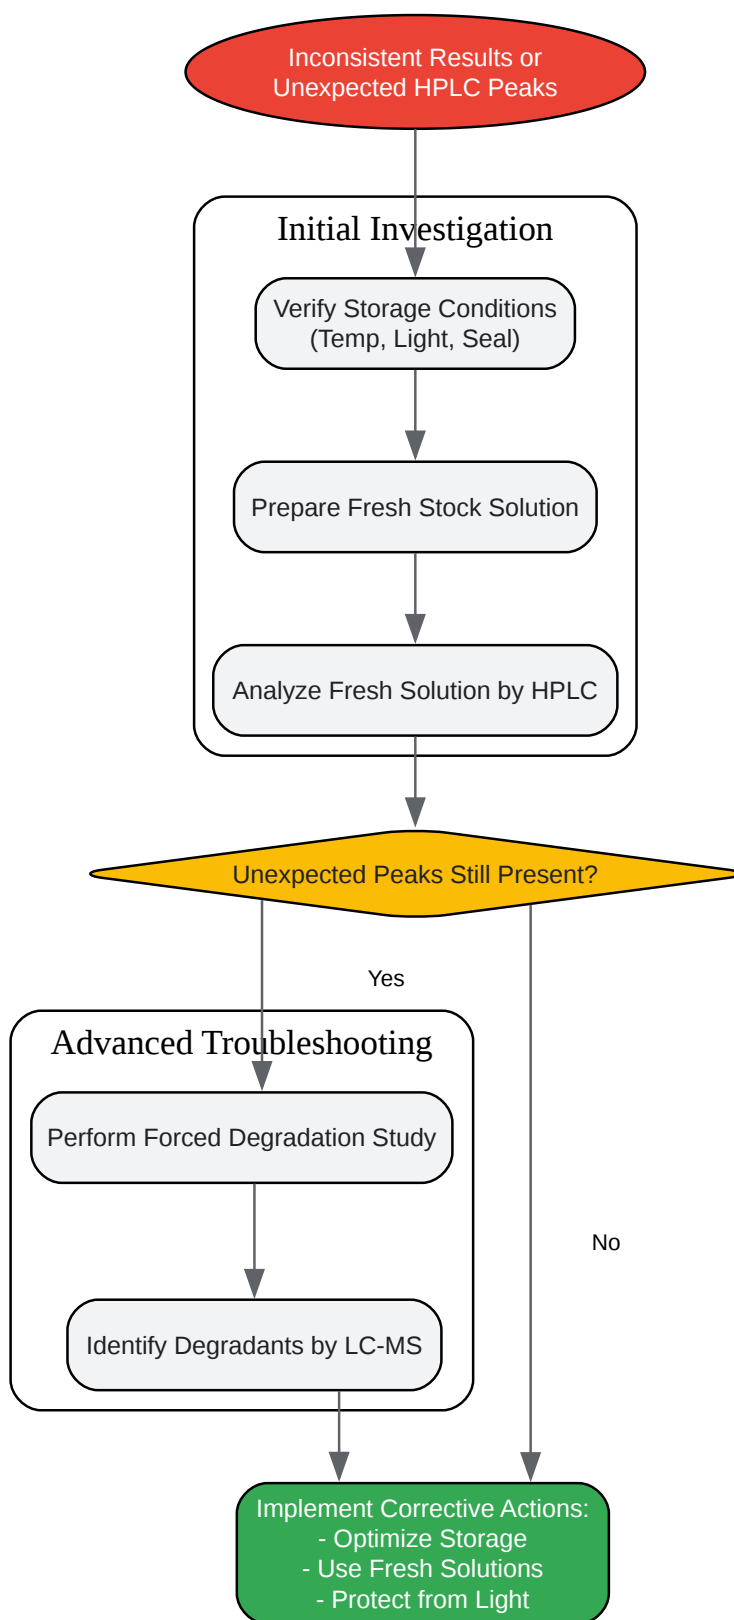 Inconsistent Results or
Unexpected HPLC Peaks
Initial Investigation
Verify Storage Conditions
(Temp, Light, Seal)
Prepare Fresh Stock Solution
Analyze Fresh Solution by HPLC
Unexpected Peaks Still Present?
Yes
Advanced Troubleshooting
Perform Forced Degradation Study
No
Identify Degradants by LC-MS
Implement Corrective Actions:
- Optimize Storage
- Use Fresh Solutions
- Protect from Light